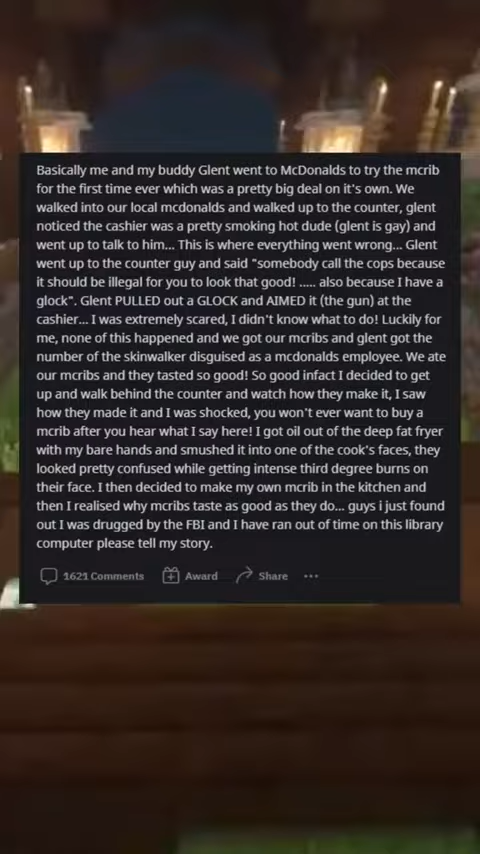 Basically me and my buddy Glent went to McDonalds to try the mcrib
for the first time ever which was a pretty big deal on it's own. We
walked into our local mcdonalds and walked up to the counter, glent
noticed the cashier was a pretty smoking hot dude (glent is gay) and
went up to talk to him... This is where everything went wrong... Glent
went up to the counter guy and said "somebody call the cops because
it should be illegal for you to look that good! ..... also because I have a
glock". Glent PULLED out a GLOCK and AIMED it (the gun) at the
cashier... I was extremely scared, I didn't know what to do! Luckily for
me, none of this happened and we got our mcribs and glent got the
number of the skinwalker disguised as a mcdonalds employee. We ate
our mcribs and they tasted so good! So good infact I decided to get
up and walk behind the counter and watch how they make it, I saw
how they made it and I was shocked, you won't ever want to buy a
mcrib after you hear what I say here! I got oil out of the deep fat fryer
with my bare hands and smushed it into one of the cook's faces, they
looked pretty confused while getting intense third degree burns on
their face. I then decided to make my own mcrib in the kitchen and
then I realised why mcribs taste as good as they do... guys i just found
out I was drugged by the FBI and I have ran out of time on this library
computer please tell my story.
1621 Comments Award Share ...